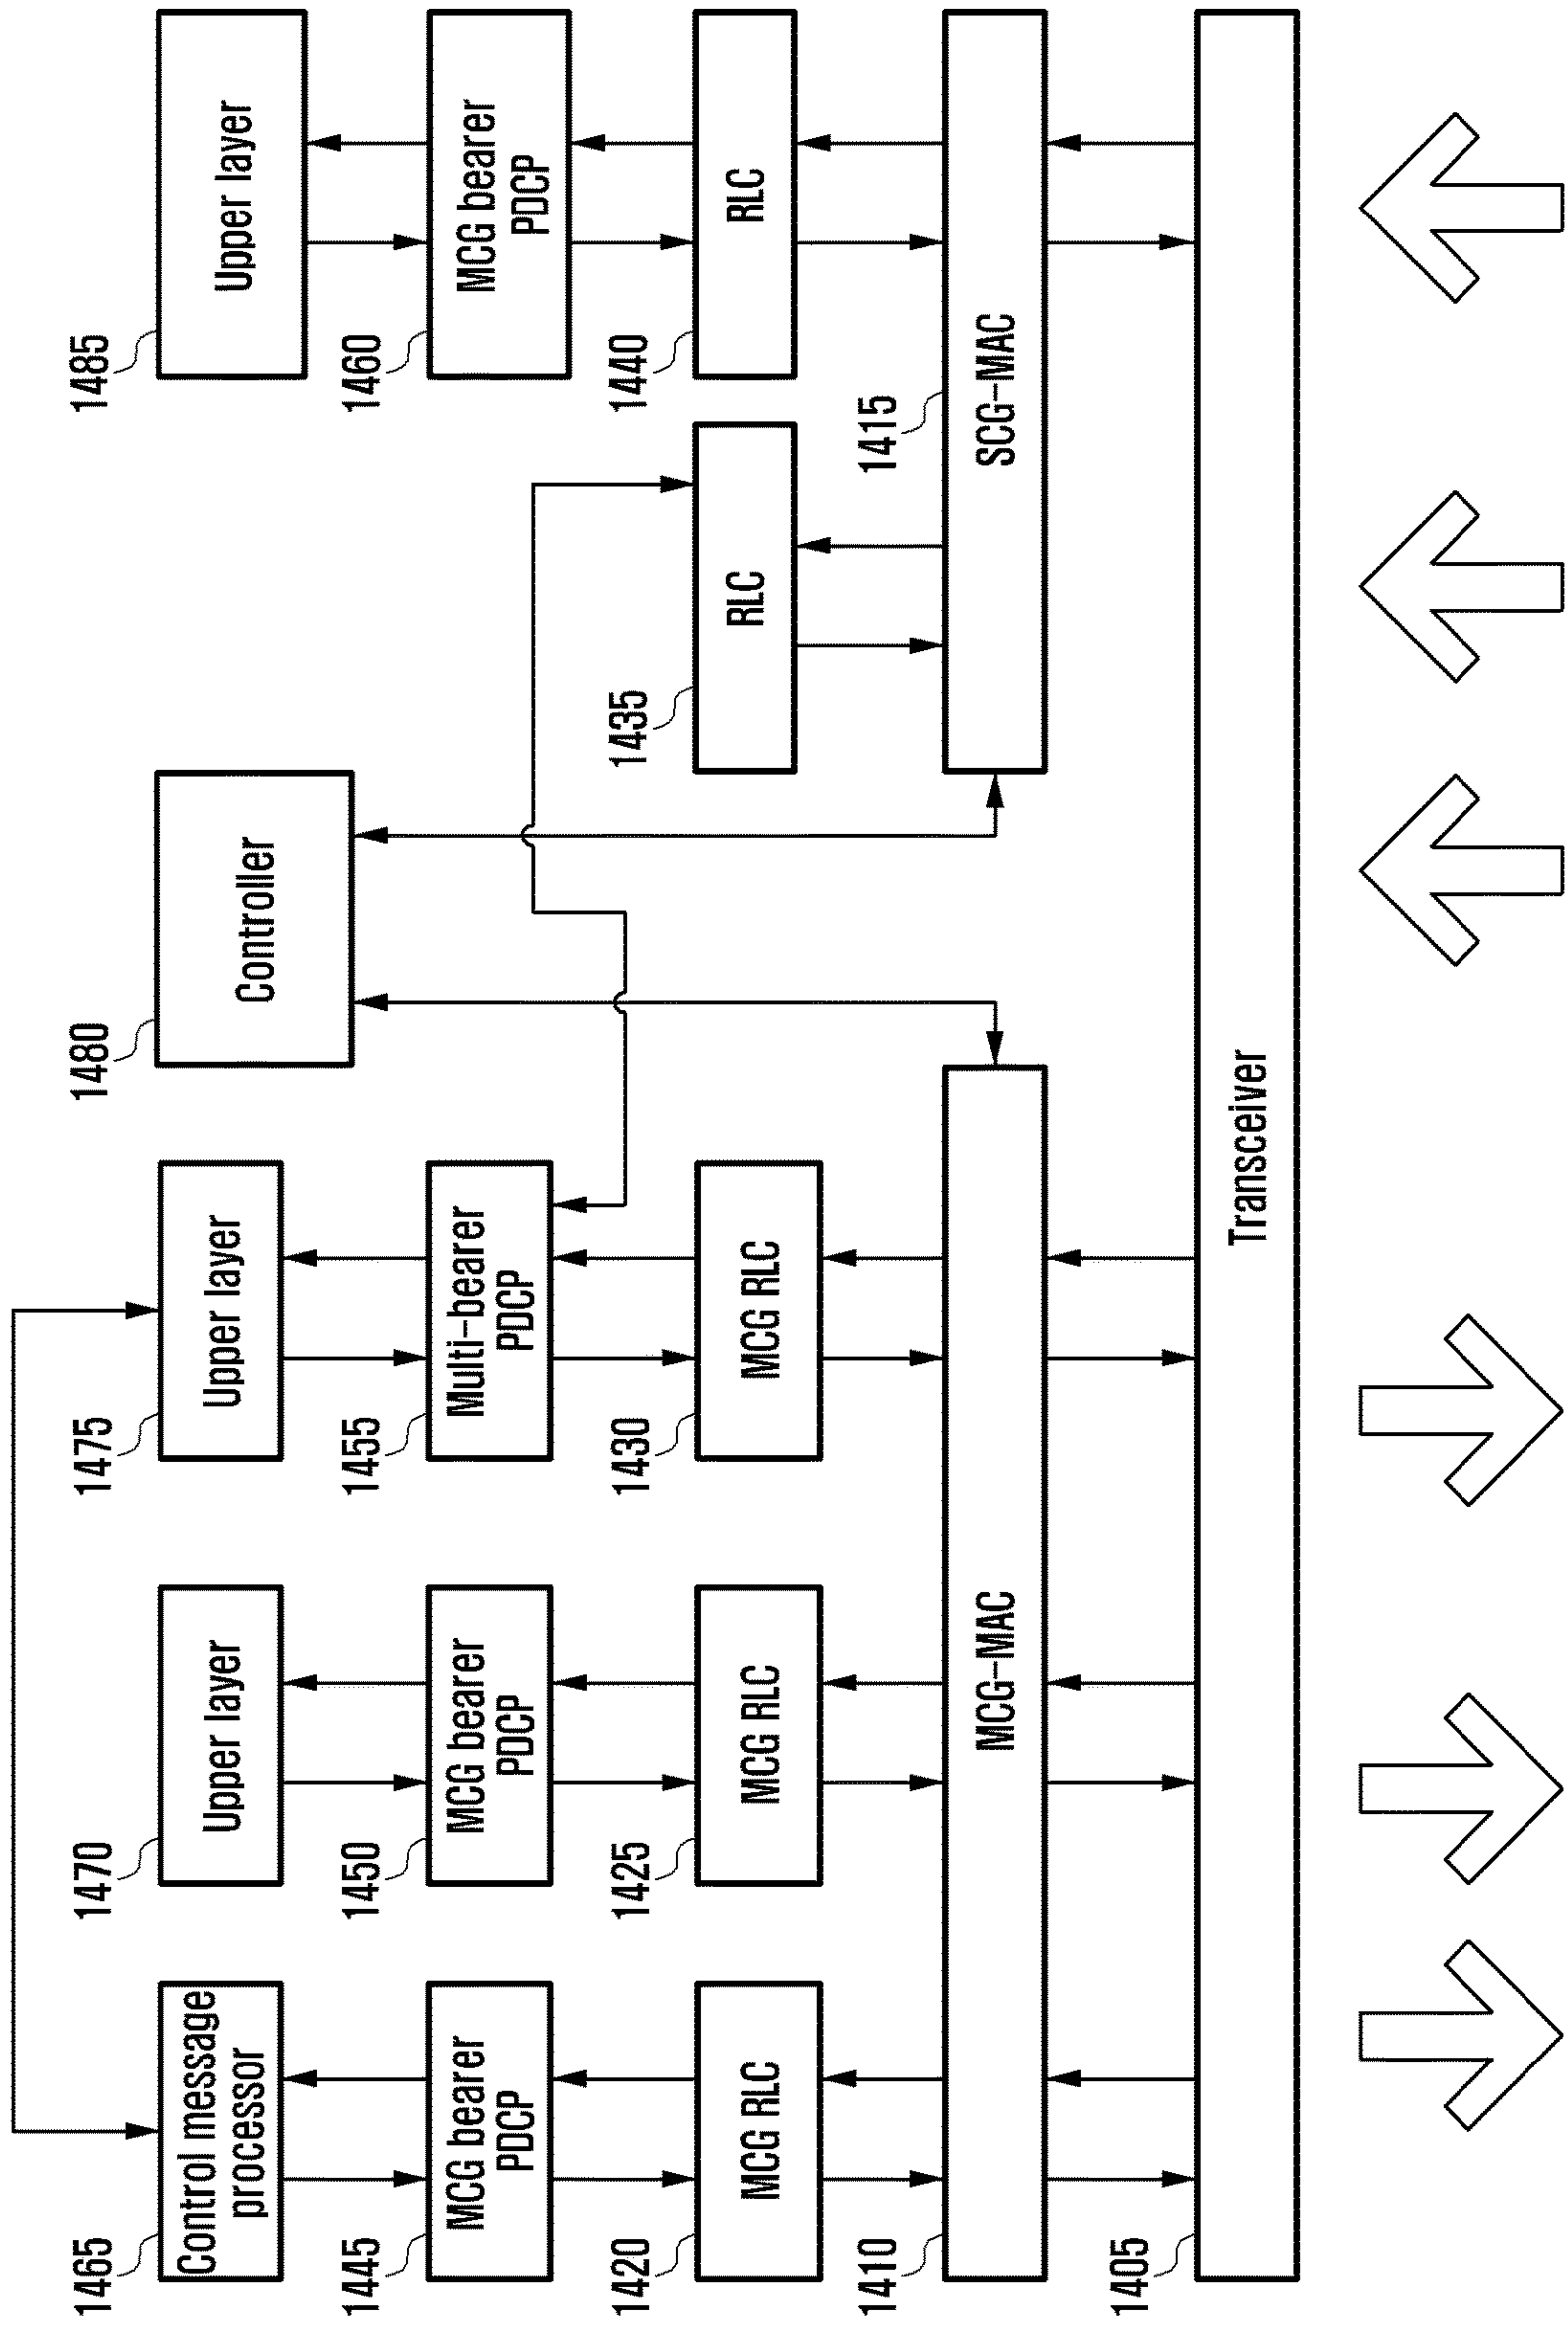 1465
1470
1475
1480
1485
Control message
processor
Upper layer
Upper layer
Controller
Upper layer
1445
1450
1455
1460
MCG bearer
PDCP
MCG bearer
PDCP
Multi-bearer
PDCP
MCG bearer
PDCP
1420
1425
1430
1435
1440
MCG RLC
MCG RLC
MCG RLC
RLC
RLC
1410
1415
MCG-MAC
SCG-MAC
1405
Transceiver